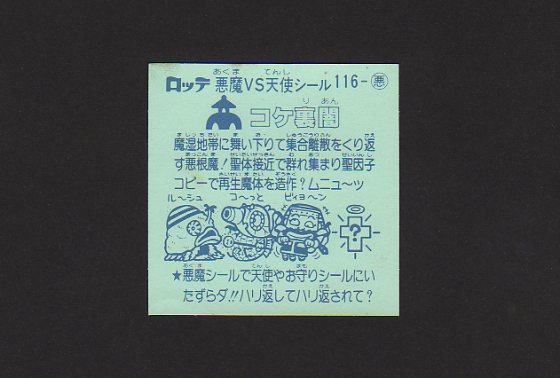 ロッテ 悪魔VS天使シール 116-悪
コケ裏闇
魔湿地帯に舞い下りて集合離散をくり返
す悪根魔!聖体接近で群れ集まり聖因子
コピーで再生魔体を造作?ムニュ〜ツ
ル〜シュ コ〜っと ピィヨ〜ン
?
★悪魔シールで天使やお守りシールにい
たずらダ!!ハリ返してハリ返されて?